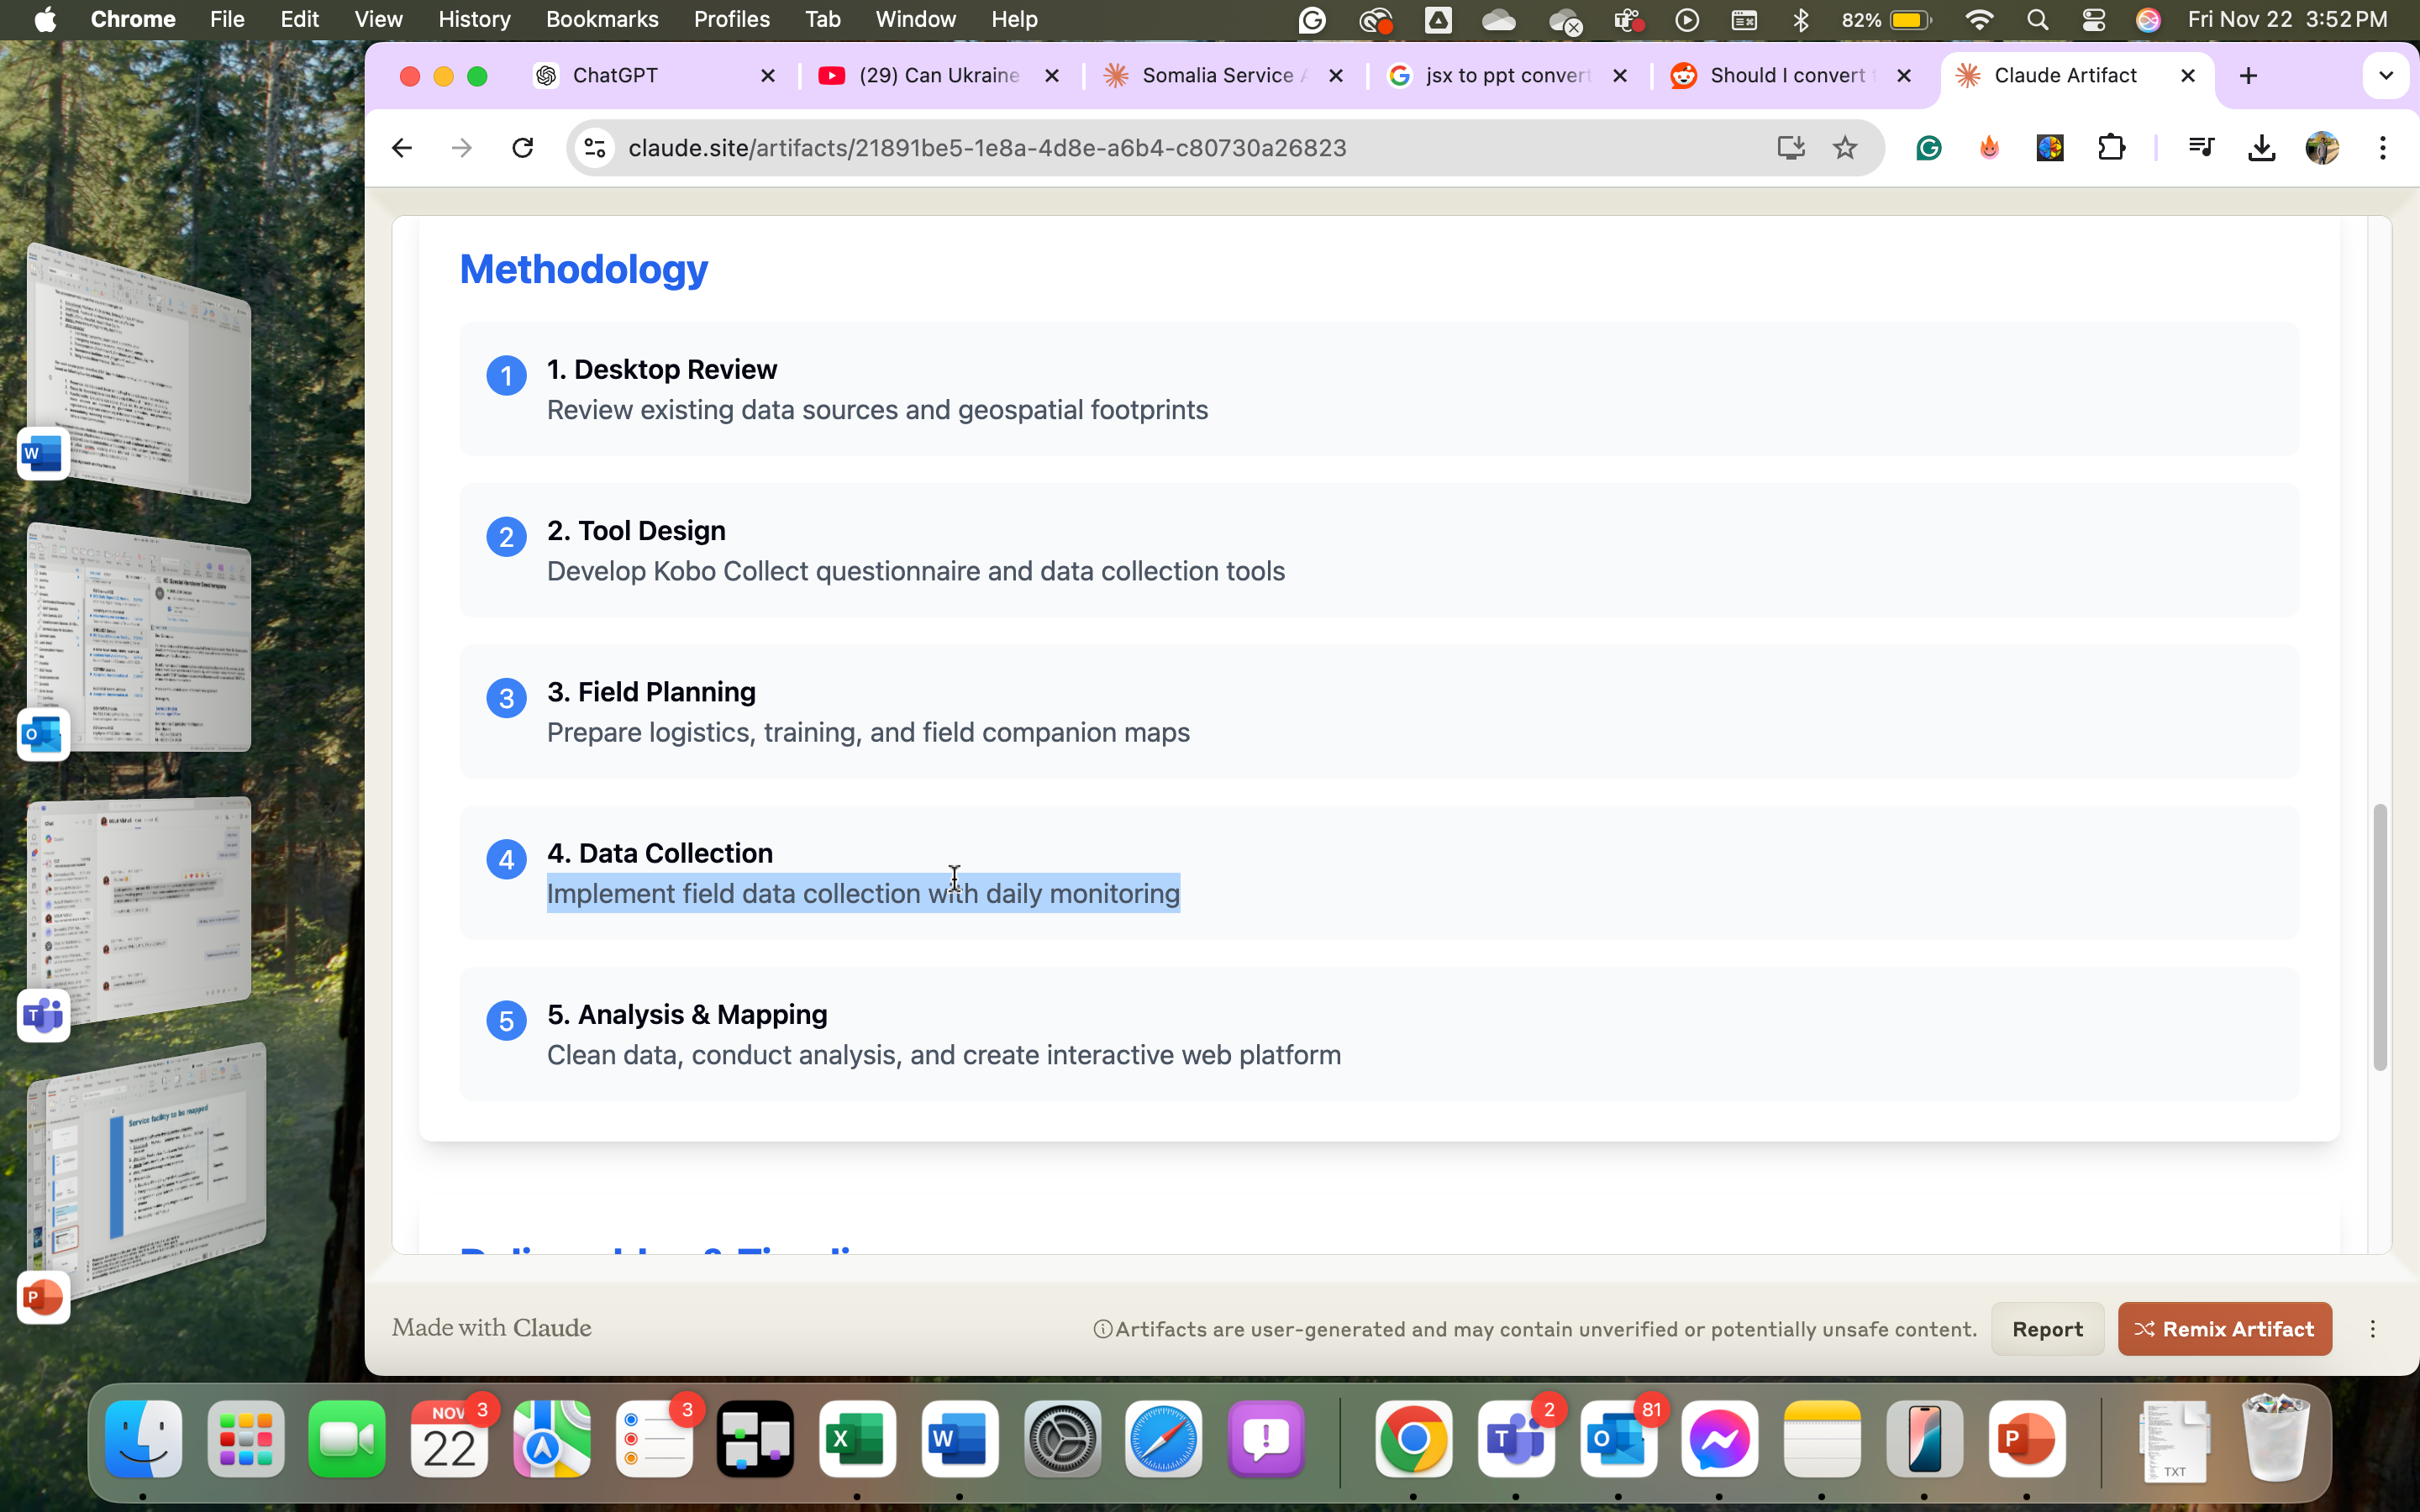 Chrome File Edit View History Bookmarks Profiles Tab Window Help 82% Fri Nov 22 3:52 PM
ChatGPT
(29) Can Ukraine
Somalia Service
jsx to ppt convert
Should I convert
Claude Artifact
claude.site/artifacts/21891be5-1e8a-4d8e-a6b4-c80730a26823
Methodology
1
1. Desktop Review
Review existing data sources and geospatial footprints
2
2. Tool Design
Develop Kobo Collect questionnaire and data collection tools
3
3. Field Planning
Prepare logistics, training, and field companion maps
4
4. Data Collection
Implement field data collection with daily monitoring
5
5. Analysis & Mapping
Clean data, conduct analysis, and create interactive web platform
Service facility to be mapped
Made with Claude
Artifacts are user-generated and may contain unverified or potentially unsafe content.
Report
Remix Artifact
NOV 3
22
3
2
81
TXT